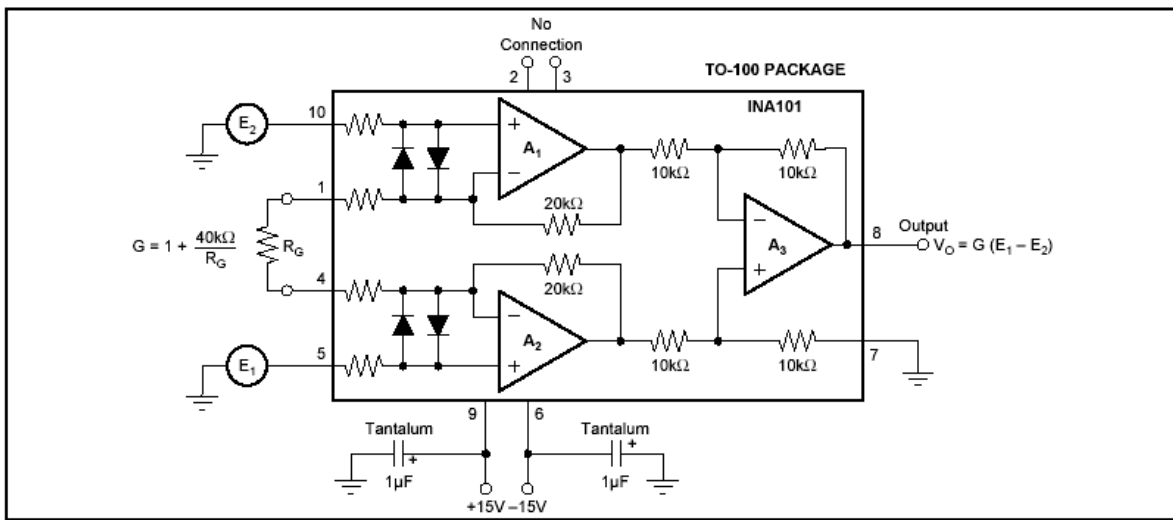 No
Connection
2
3
TO-100 PACKAGE
INA101
10
E2
+
A1
−
10kΩ
10kΩ
1
20kΩ
G = 1 + 40kΩ
RG
RG
−
A3
+
8
Output
VO = G (E1 – E2)
4
20kΩ
−
A2
+
5
E1
10kΩ
10kΩ
7
9
6
Tantalum
+
1µF
Tantalum
+
1µF
+15V –15V